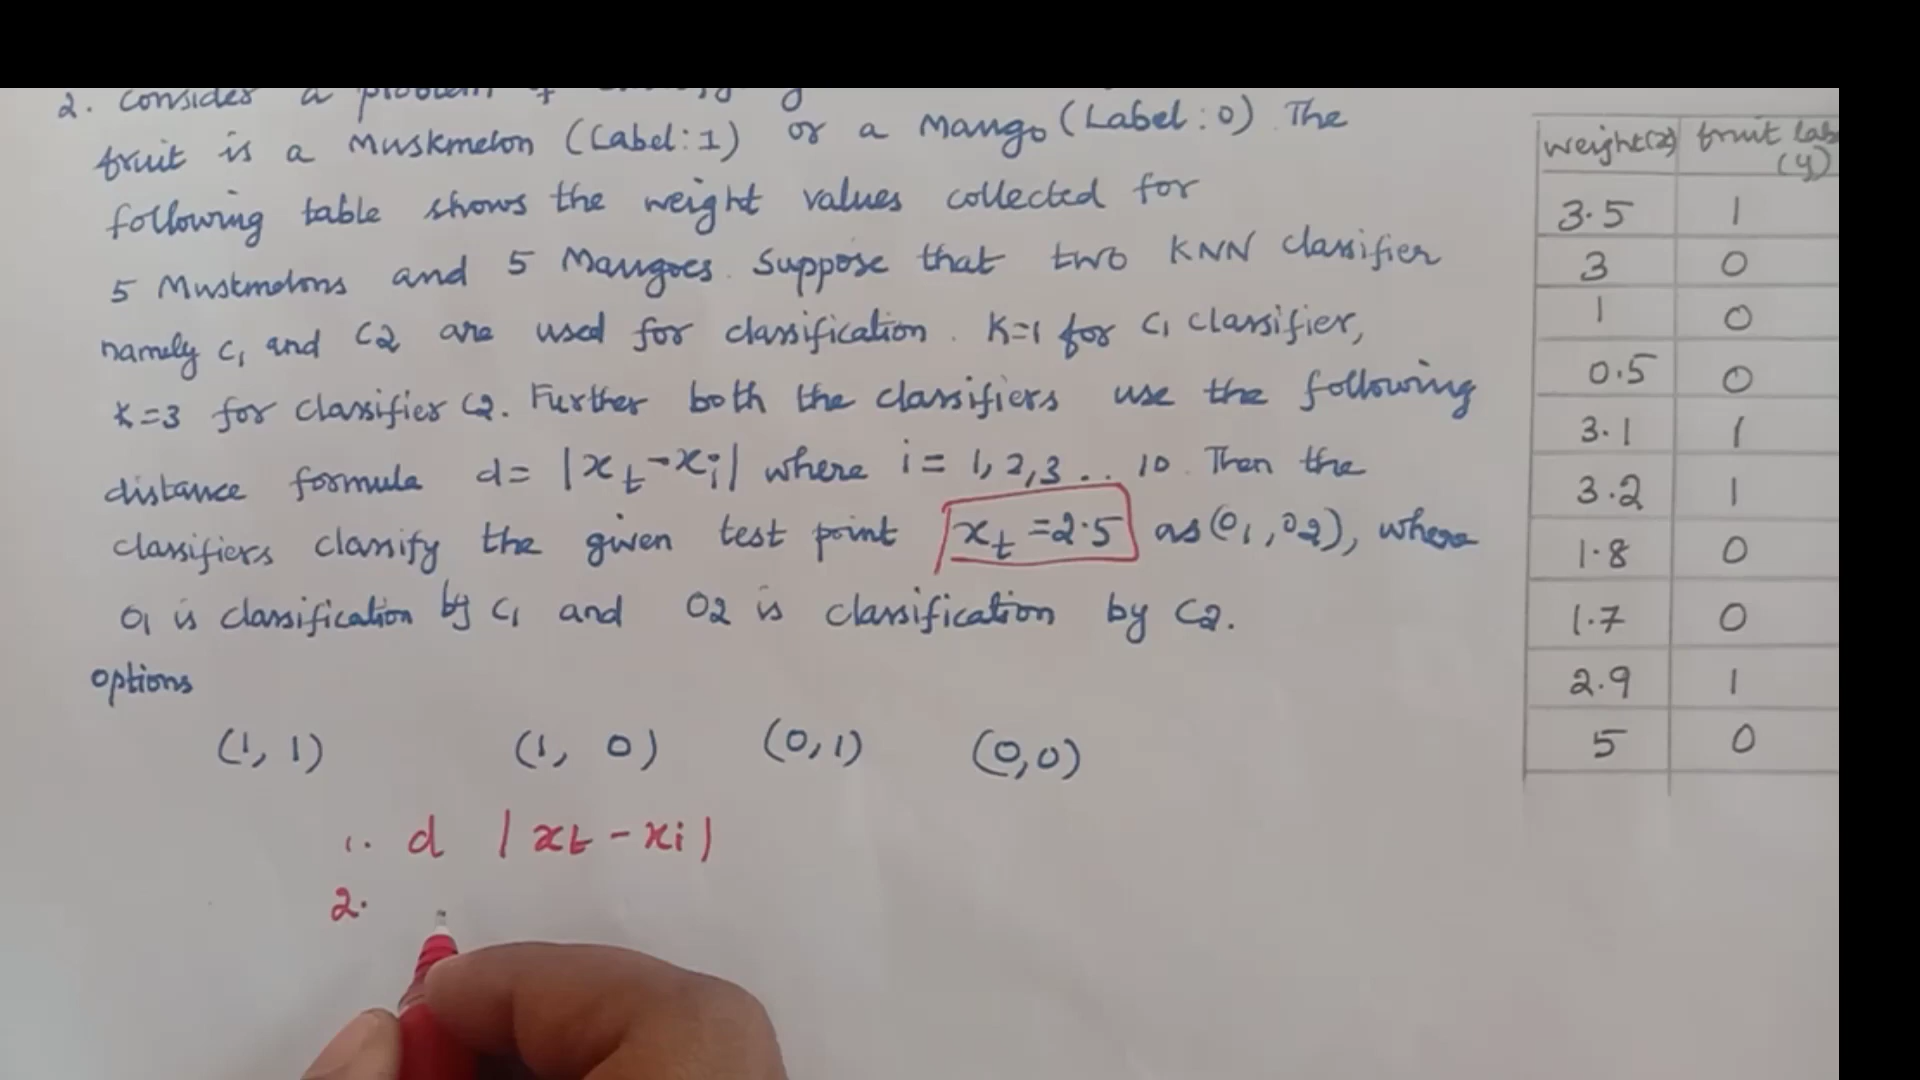 2. Consider a problem of
fruit is a Muskmelon (Label:1) or a Mango (Label:0) The
following table shows the weight values collected for
5 Muskmelons and 5 Mangoes. Suppose that two KNN classifier
namely C1 and C2 are used for classification. K=1 for C1 classifier,
K=3 for classifier C2. Further both the classifiers use the following
distance formula d= |xt-xi| where i= 1,2,3... 10. Then the
classifiers classify the given test point xt=2.5 as (O1,O2), where
O1 is classification by C1 and O2 is classification by C2.
options
(1, 1) (1, 0) (0,1) (0,0)
1. d |xt-xi|
2.
weight(x) fruit lab
(y)
3.5 1
3 0
1 0
0.5 0
3.1 1
3.2 1
1.8 0
1.7 0
2.9 1
5 0